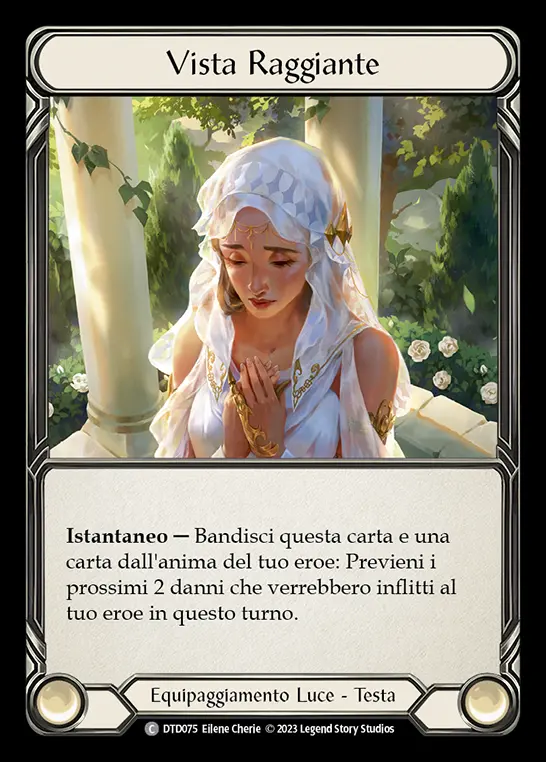 Vista Raggiante
Istantaneo — Bandisci questa carta e una
carta dall'anima del tuo eroe: Previeni i
prossimi 2 danni che verrebbero inflitti al
tuo eroe in questo turno.
Equipaggiamento Luce - Testa
C DTD075 Eilene Cherie © 2023 Legend Story Studios